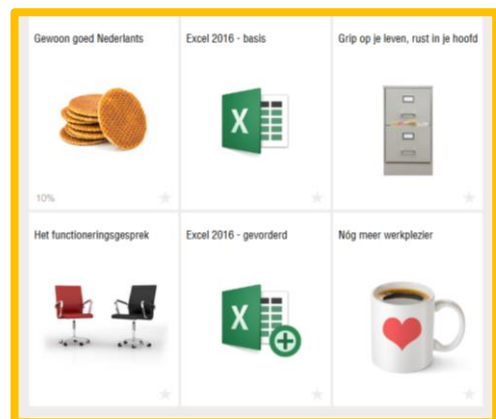 Gewoon goed Nederlants
Excel 2016 - basis
Grip op je leven, rust in je hoofd
X
10%
Het functioneringsgesprek
Excel 2016 - gevorderd
Nóg meer werkplezier
X